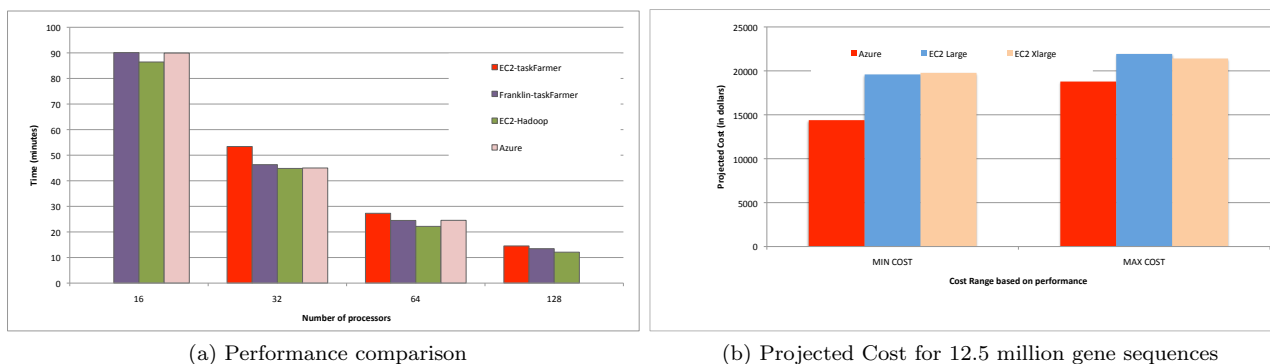 100
90
80
70
60
50
40
30
20
10
0
Time (minutes)
EC2-taskFarmer
Franklin-taskFarmer
EC2-Hadoop
Azure
16 32 64 128
Number of processors
(a) Performance comparison
25000
20000
15000
10000
5000
0
Projected Cost (in dollars)
Azure EC2 Large EC2 Xlarge
MIN COST MAX COST
Cost Range based on performance
(b) Projected Cost for 12.5 million gene sequences